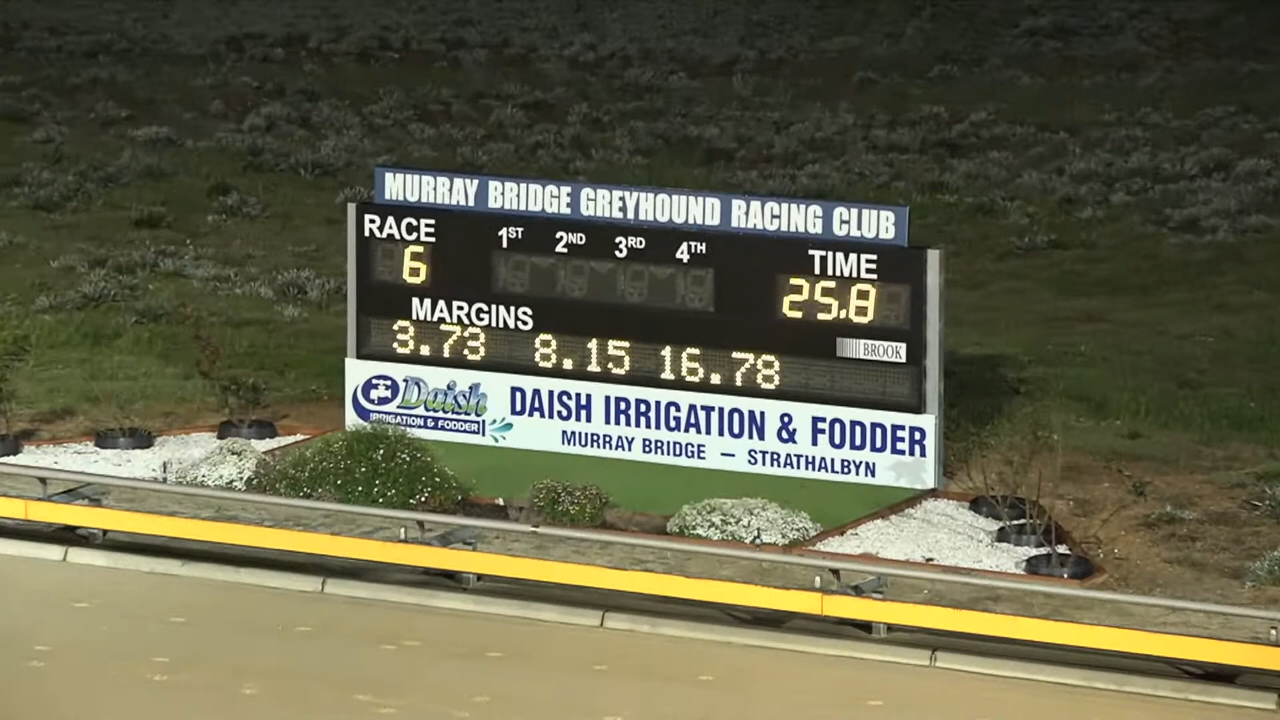 MURRAY BRIDGE GREYHOUND RACING CLUB
RACE 1ST 2ND 3RD 4TH TIME
6 25.8
MARGINS
3.73 8.15 16.78
BROOK
Daish
IRRIGATION & FODDER
DAISH IRRIGATION & FODDER
MURRAY BRIDGE — STRATHALBYN